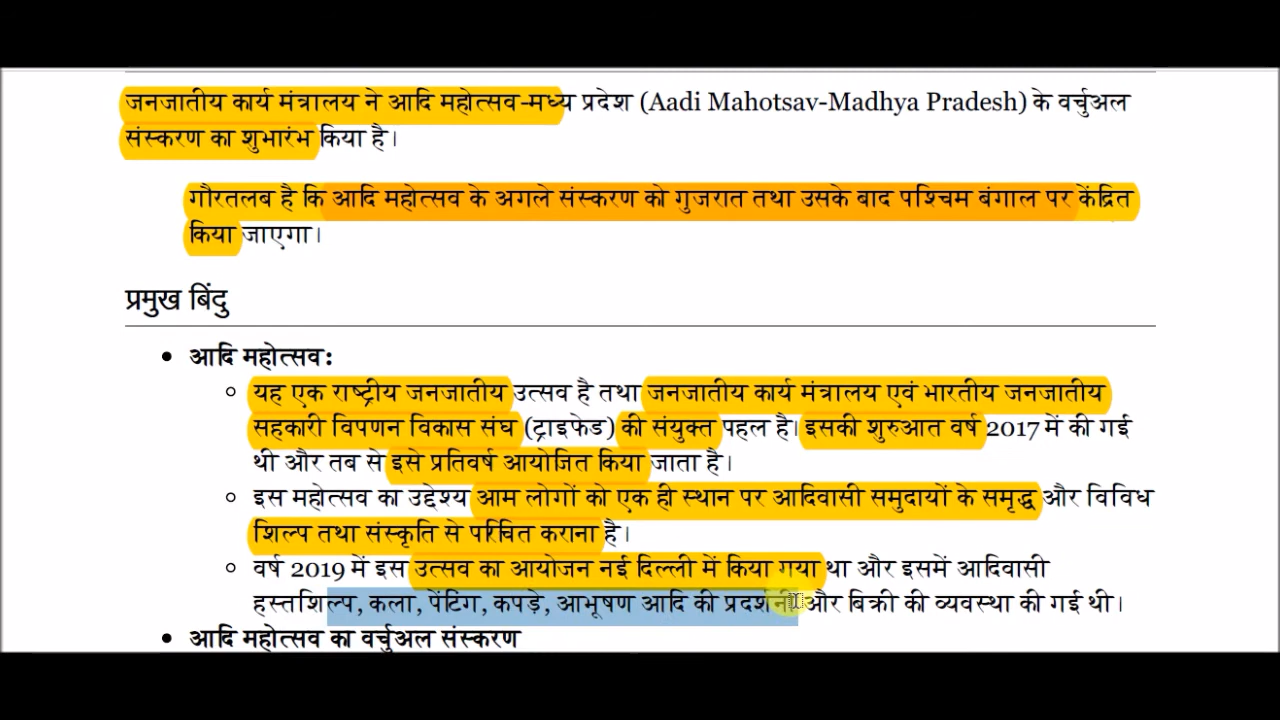 जनजातीय कार्य मंत्रालय ने आदि महोत्सव-मध्य प्रदेश (Aadi Mahotsav-Madhya Pradesh) के वर्चुअल
संस्करण का शुभारंभ किया है।
गौरतलब है कि आदि महोत्सव के अगले संस्करण को गुजरात तथा उसके बाद पश्चिम बंगाल पर केंद्रित
किया जाएगा।
प्रमुख बिंदु
• आदि महोत्सव:
○ यह एक राष्ट्रीय जनजातीय उत्सव है तथा जनजातीय कार्य मंत्रालय एवं भारतीय जनजातीय
सहकारी विपणन विकास संघ (ट्राइफेड) की संयुक्त पहल है। इसकी शुरुआत वर्ष 2017 में की गई
थी और तब से इसे प्रतिवर्ष आयोजित किया जाता है।
○ इस महोत्सव का उद्देश्य आम लोगों को एक ही स्थान पर आदिवासी समुदायों के समृद्ध और विविध
शिल्प तथा संस्कृति से परिचित कराना है।
○ वर्ष 2019 में इस उत्सव का आयोजन नई दिल्ली में किया गया था और इसमें आदिवासी
हस्तशिल्प, कला, पेंटिंग, कपड़े, आभूषण आदि की प्रदर्शनी और बिक्री की व्यवस्था की गई थी।
• आदि महोत्सव का वर्चुअल संस्करण